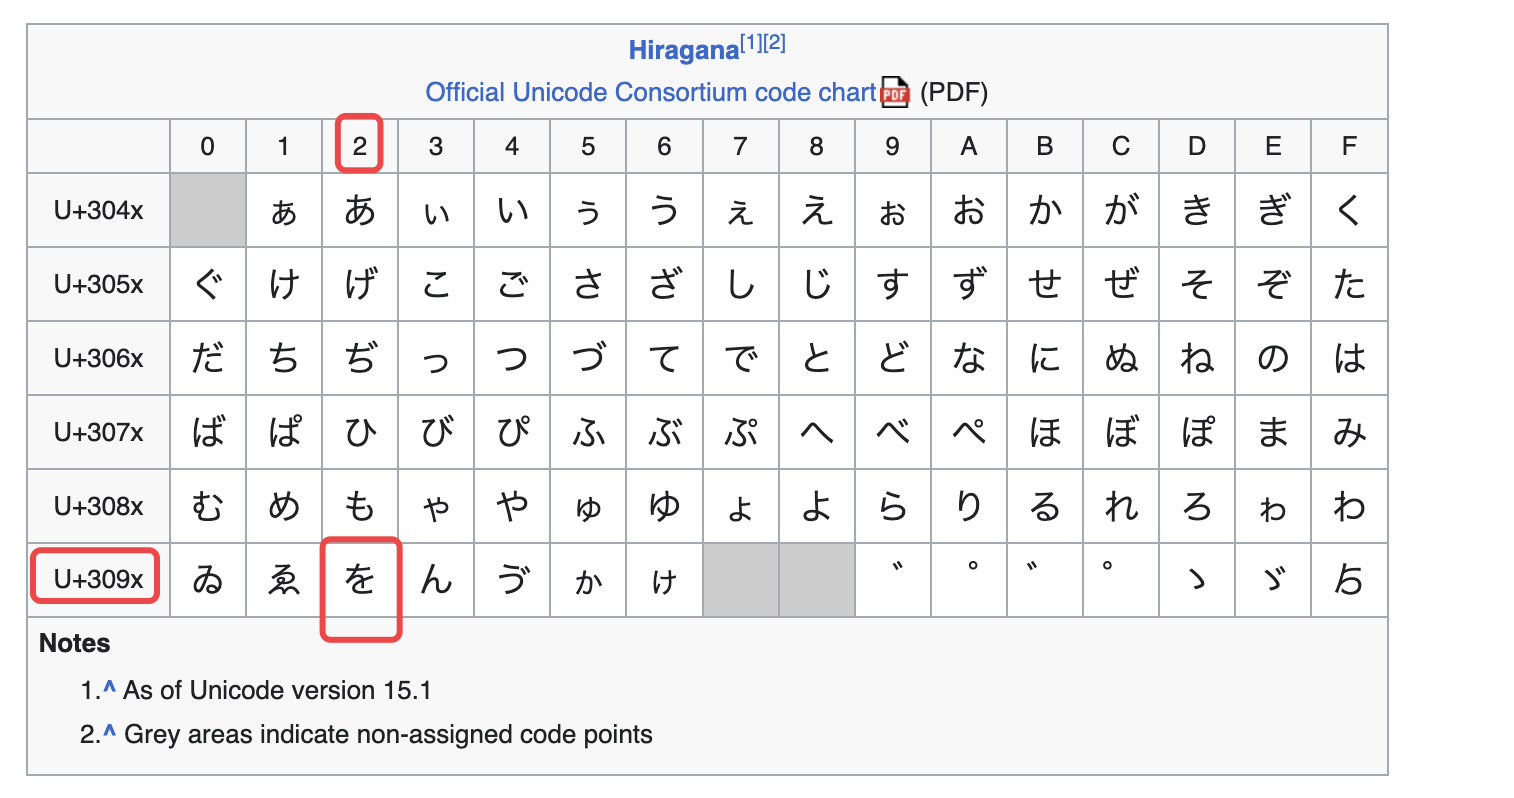 Hiragana[1][2]
Official Unicode Consortium code chart PDF (PDF)
0 1 2 3 4 5 6 7 8 9 A B C D E F
U+304x ぁ あ ぃ い ぅ う ぇ え ぉ お か が き ぎ く
U+305x ぐ け げ こ ご さ ざ し じ す ず せ ぜ そ ぞ た
U+306x だ ち ぢ っ つ づ て で と ど な に ぬ ね の は
U+307x ば ぱ ひ び ぴ ふ ぶ ぷ へ べ ぺ ほ ぼ ぽ ま み
U+308x む め も ゃ や ゅ ゆ ょ よ ら り る れ ろ ゎ わ
U+309x ゐ ゑ を ん ゔ ゕ ゖ ゙ ゚ ゛ ゜ ゝ ゞ ゟ
Notes
1.^ As of Unicode version 15.1
2.^ Grey areas indicate non-assigned code points